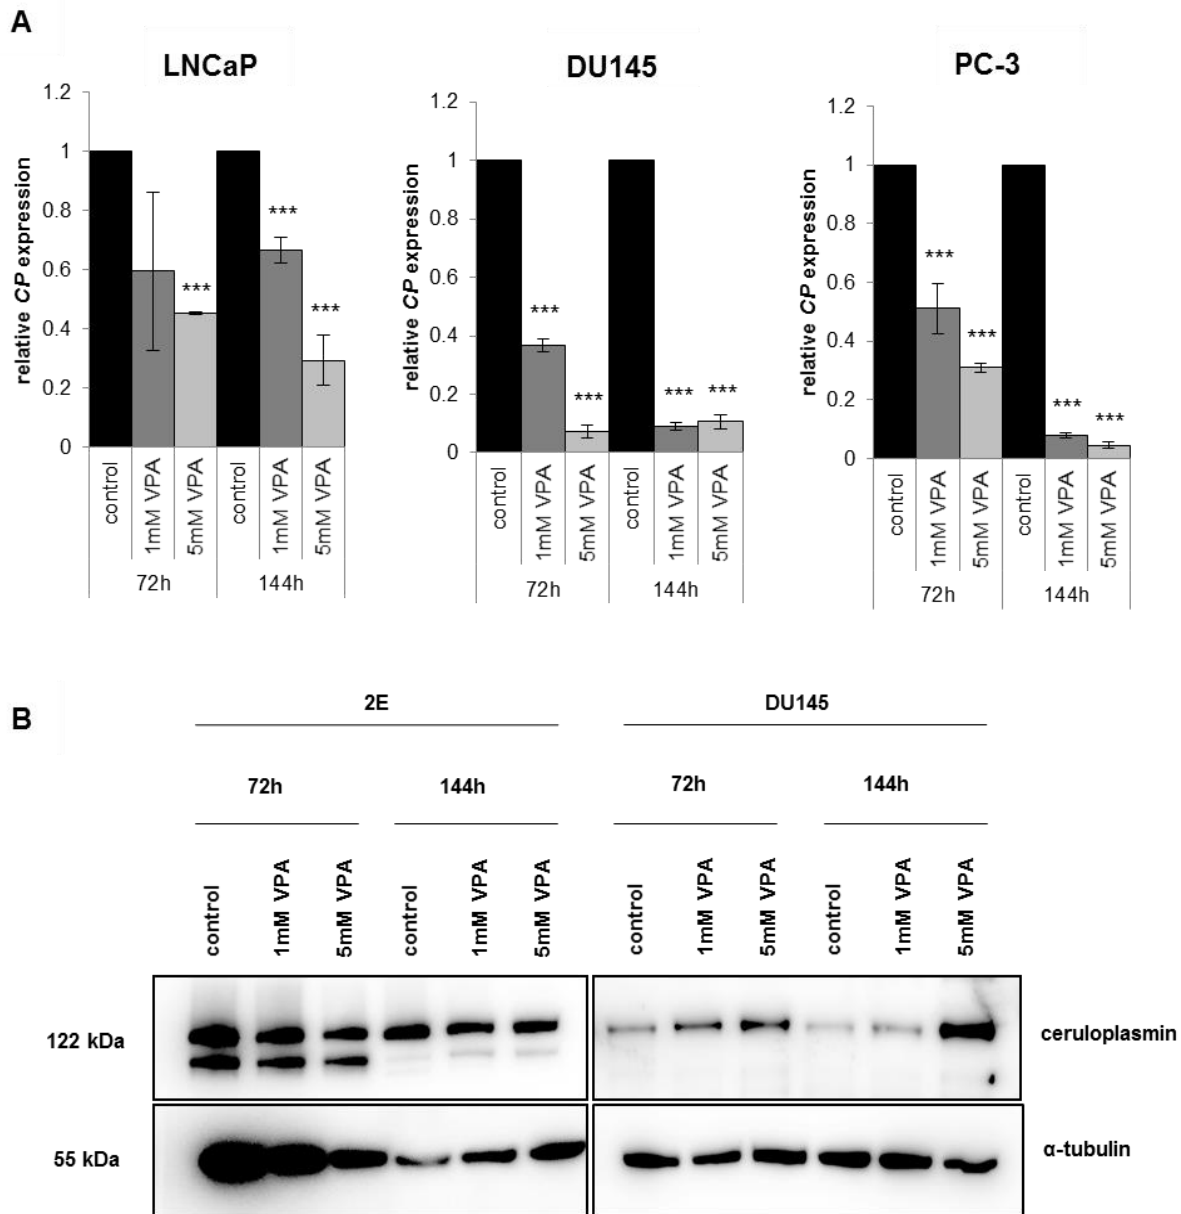 A
LNCaP
DU145
PC-3
relative CP expression
1.2
1
0.8
0.6
0.4
0.2
0
***
***
***
control
1mM VPA
5mM VPA
control
1mM VPA
5mM VPA
72h
144h
relative CP expression
1.2
1
0.8
0.6
0.4
0.2
0
***
***
***
***
control
1mM VPA
5mM VPA
control
1mM VPA
5mM VPA
72h
144h
relative CP expression
1.2
1
0.8
0.6
0.4
0.2
0
***
***
***
***
control
1mM VPA
5mM VPA
control
1mM VPA
5mM VPA
72h
144h
B
2E
DU145
72h
144h
72h
144h
control
1mM VPA
5mM VPA
control
1mM VPA
5mM VPA
control
1mM VPA
5mM VPA
control
1mM VPA
5mM VPA
122 kDa
ceruloplasmin
55 kDa
α-tubulin